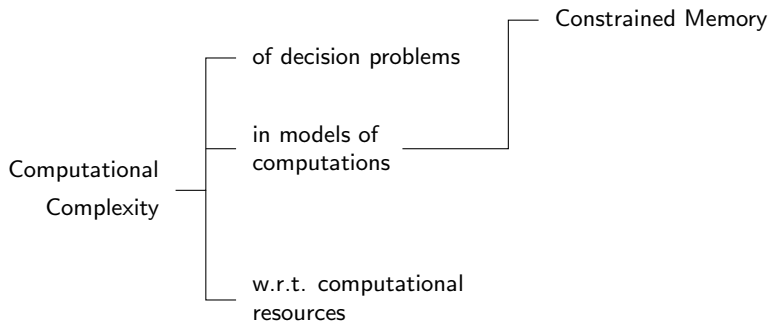 Constrained Memory
of decision problems
in models of
computations
Computational
Complexity
w.r.t. computational
resources